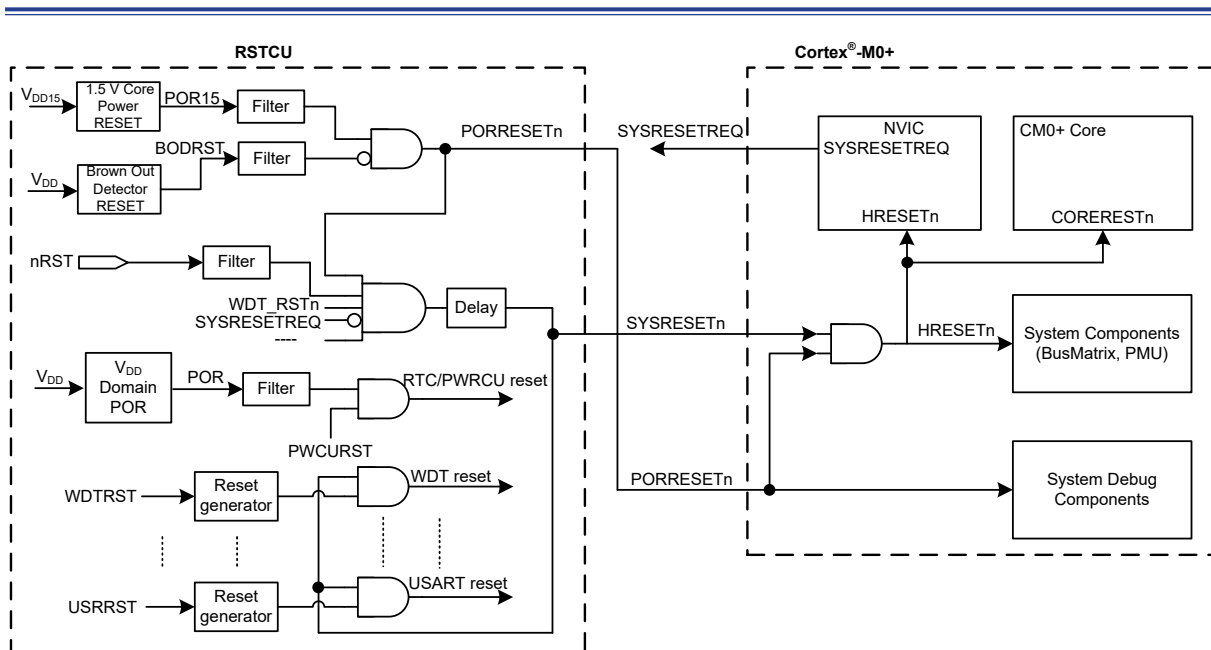 RSTCU
Cortex®-M0+
VDD15
1.5 V Core
Power
RESET
POR15
Filter
PORRESETn
SYSRESETREQ
NVIC
SYSRESETREQ
HRESETn
CM0+ Core
CORERESTn
VDD
Brown Out
Detector
RESET
BODRST
Filter
nRST
Filter
WDT_RSTn
SYSRESETREQ
----
Delay
SYSRESETn
HRESETn
System Components
(BusMatrix, PMU)
VDD
VDD
Domain
POR
POR
Filter
RTC/PWRCU reset
PWCURST
WDTRST
Reset
generator
WDT reset
PORRESETn
System Debug
Components
USRRST
Reset
generator
USART reset